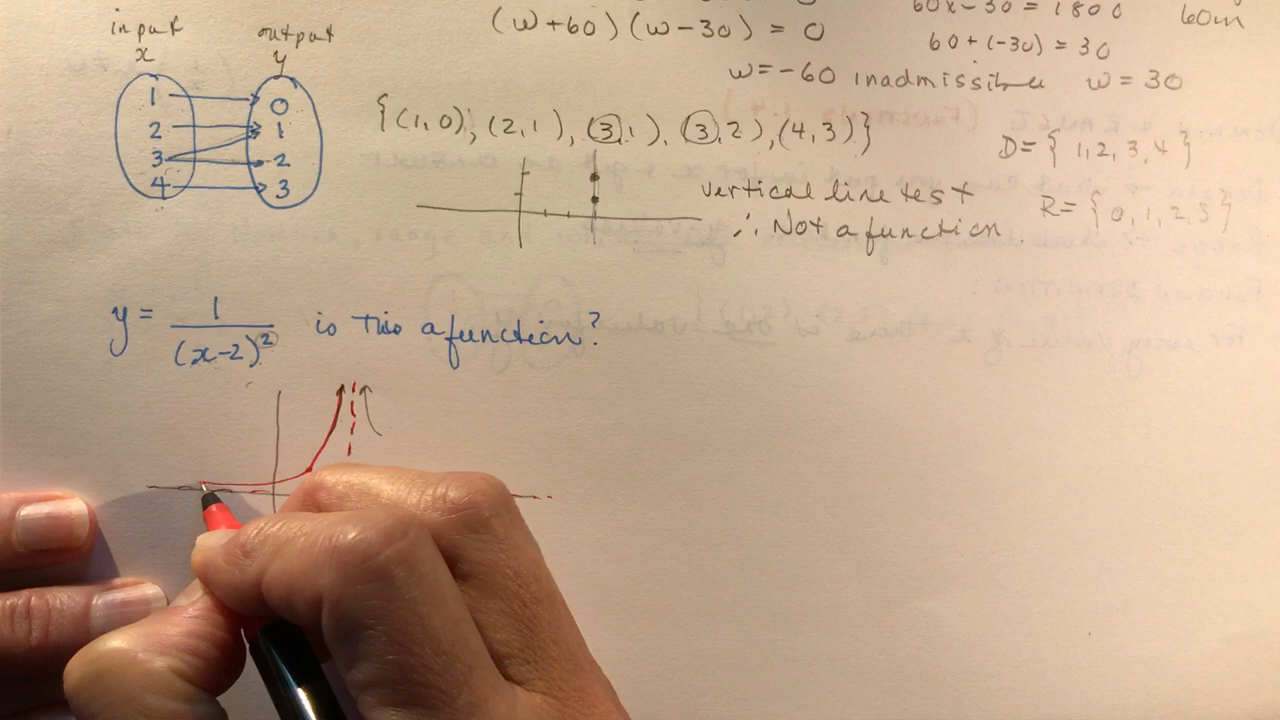 60x-30 = 1800 60m
(w+60)(w-30) = 0
60+(-30) = 30
w=-60 inadmissible w = 30
input output
x y
1 0
2 1
3 2
4 3
{(1,0), (2,1), (3,1), (3,2), (4,3)}
D= { 1,2,3,4 }
vertical line test
R= { 0,1,2,3 }
∴ Not a function
y = 1/(x-2)² is this a function?